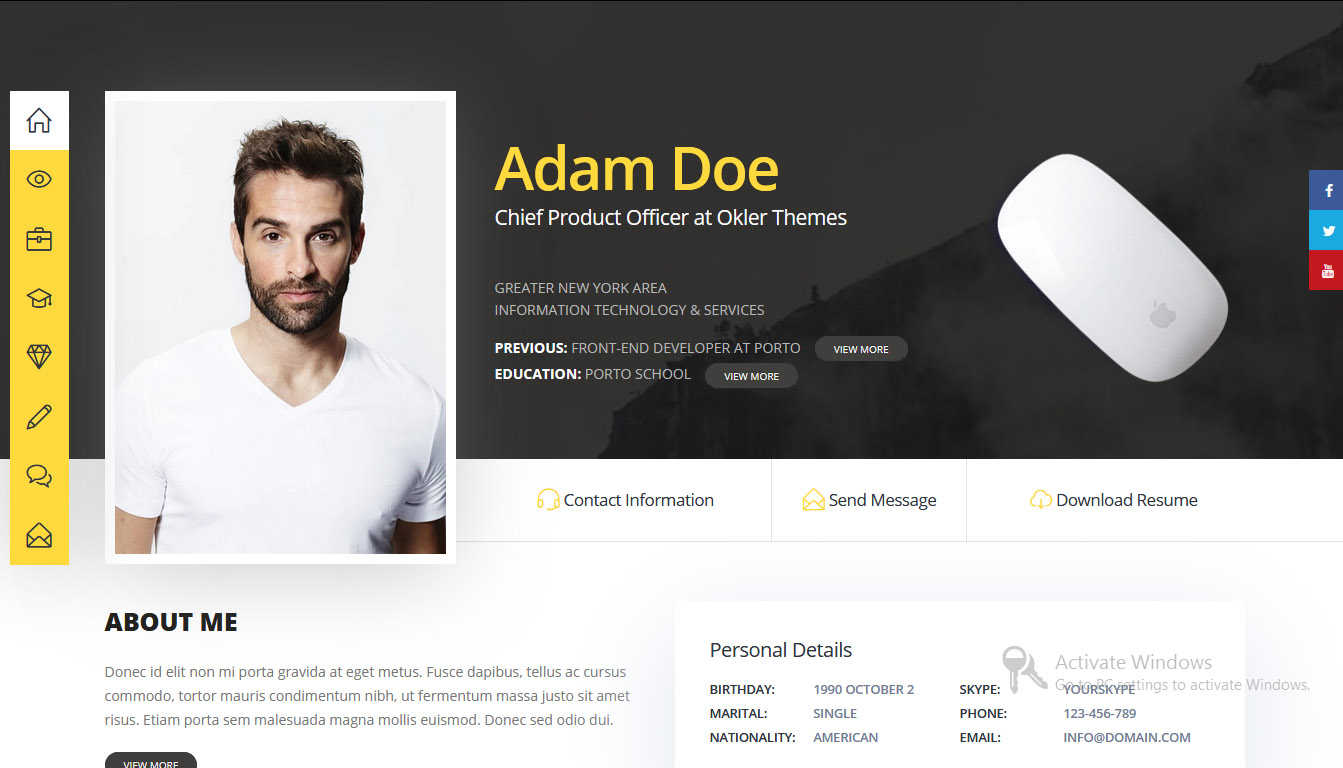 Adam Doe
Chief Product Officer at Okler Themes
GREATER NEW YORK AREA
INFORMATION TECHNOLOGY & SERVICES
PREVIOUS: FRONT-END DEVELOPER AT PORTO VIEW MORE
EDUCATION: PORTO SCHOOL VIEW MORE
You Tube
Contact Information Send Message Download Resume
ABOUT ME
Donec id elit non mi porta gravida at eget metus. Fusce dapibus, tellus ac cursus
commodo, tortor mauris condimentum nibh, ut fermentum massa justo sit amet
risus. Etiam porta sem malesuada magna mollis euismod. Donec sed odio dui.
VIEW MORE
Personal Details
BIRTHDAY: 1990 OCTOBER 2 SKYPE: YOURSKYPE
MARITAL: SINGLE PHONE: 123-456-789
NATIONALITY: AMERICAN EMAIL: INFO@DOMAIN.COM
Activate Windows
Go to PC settings to activate Windows.